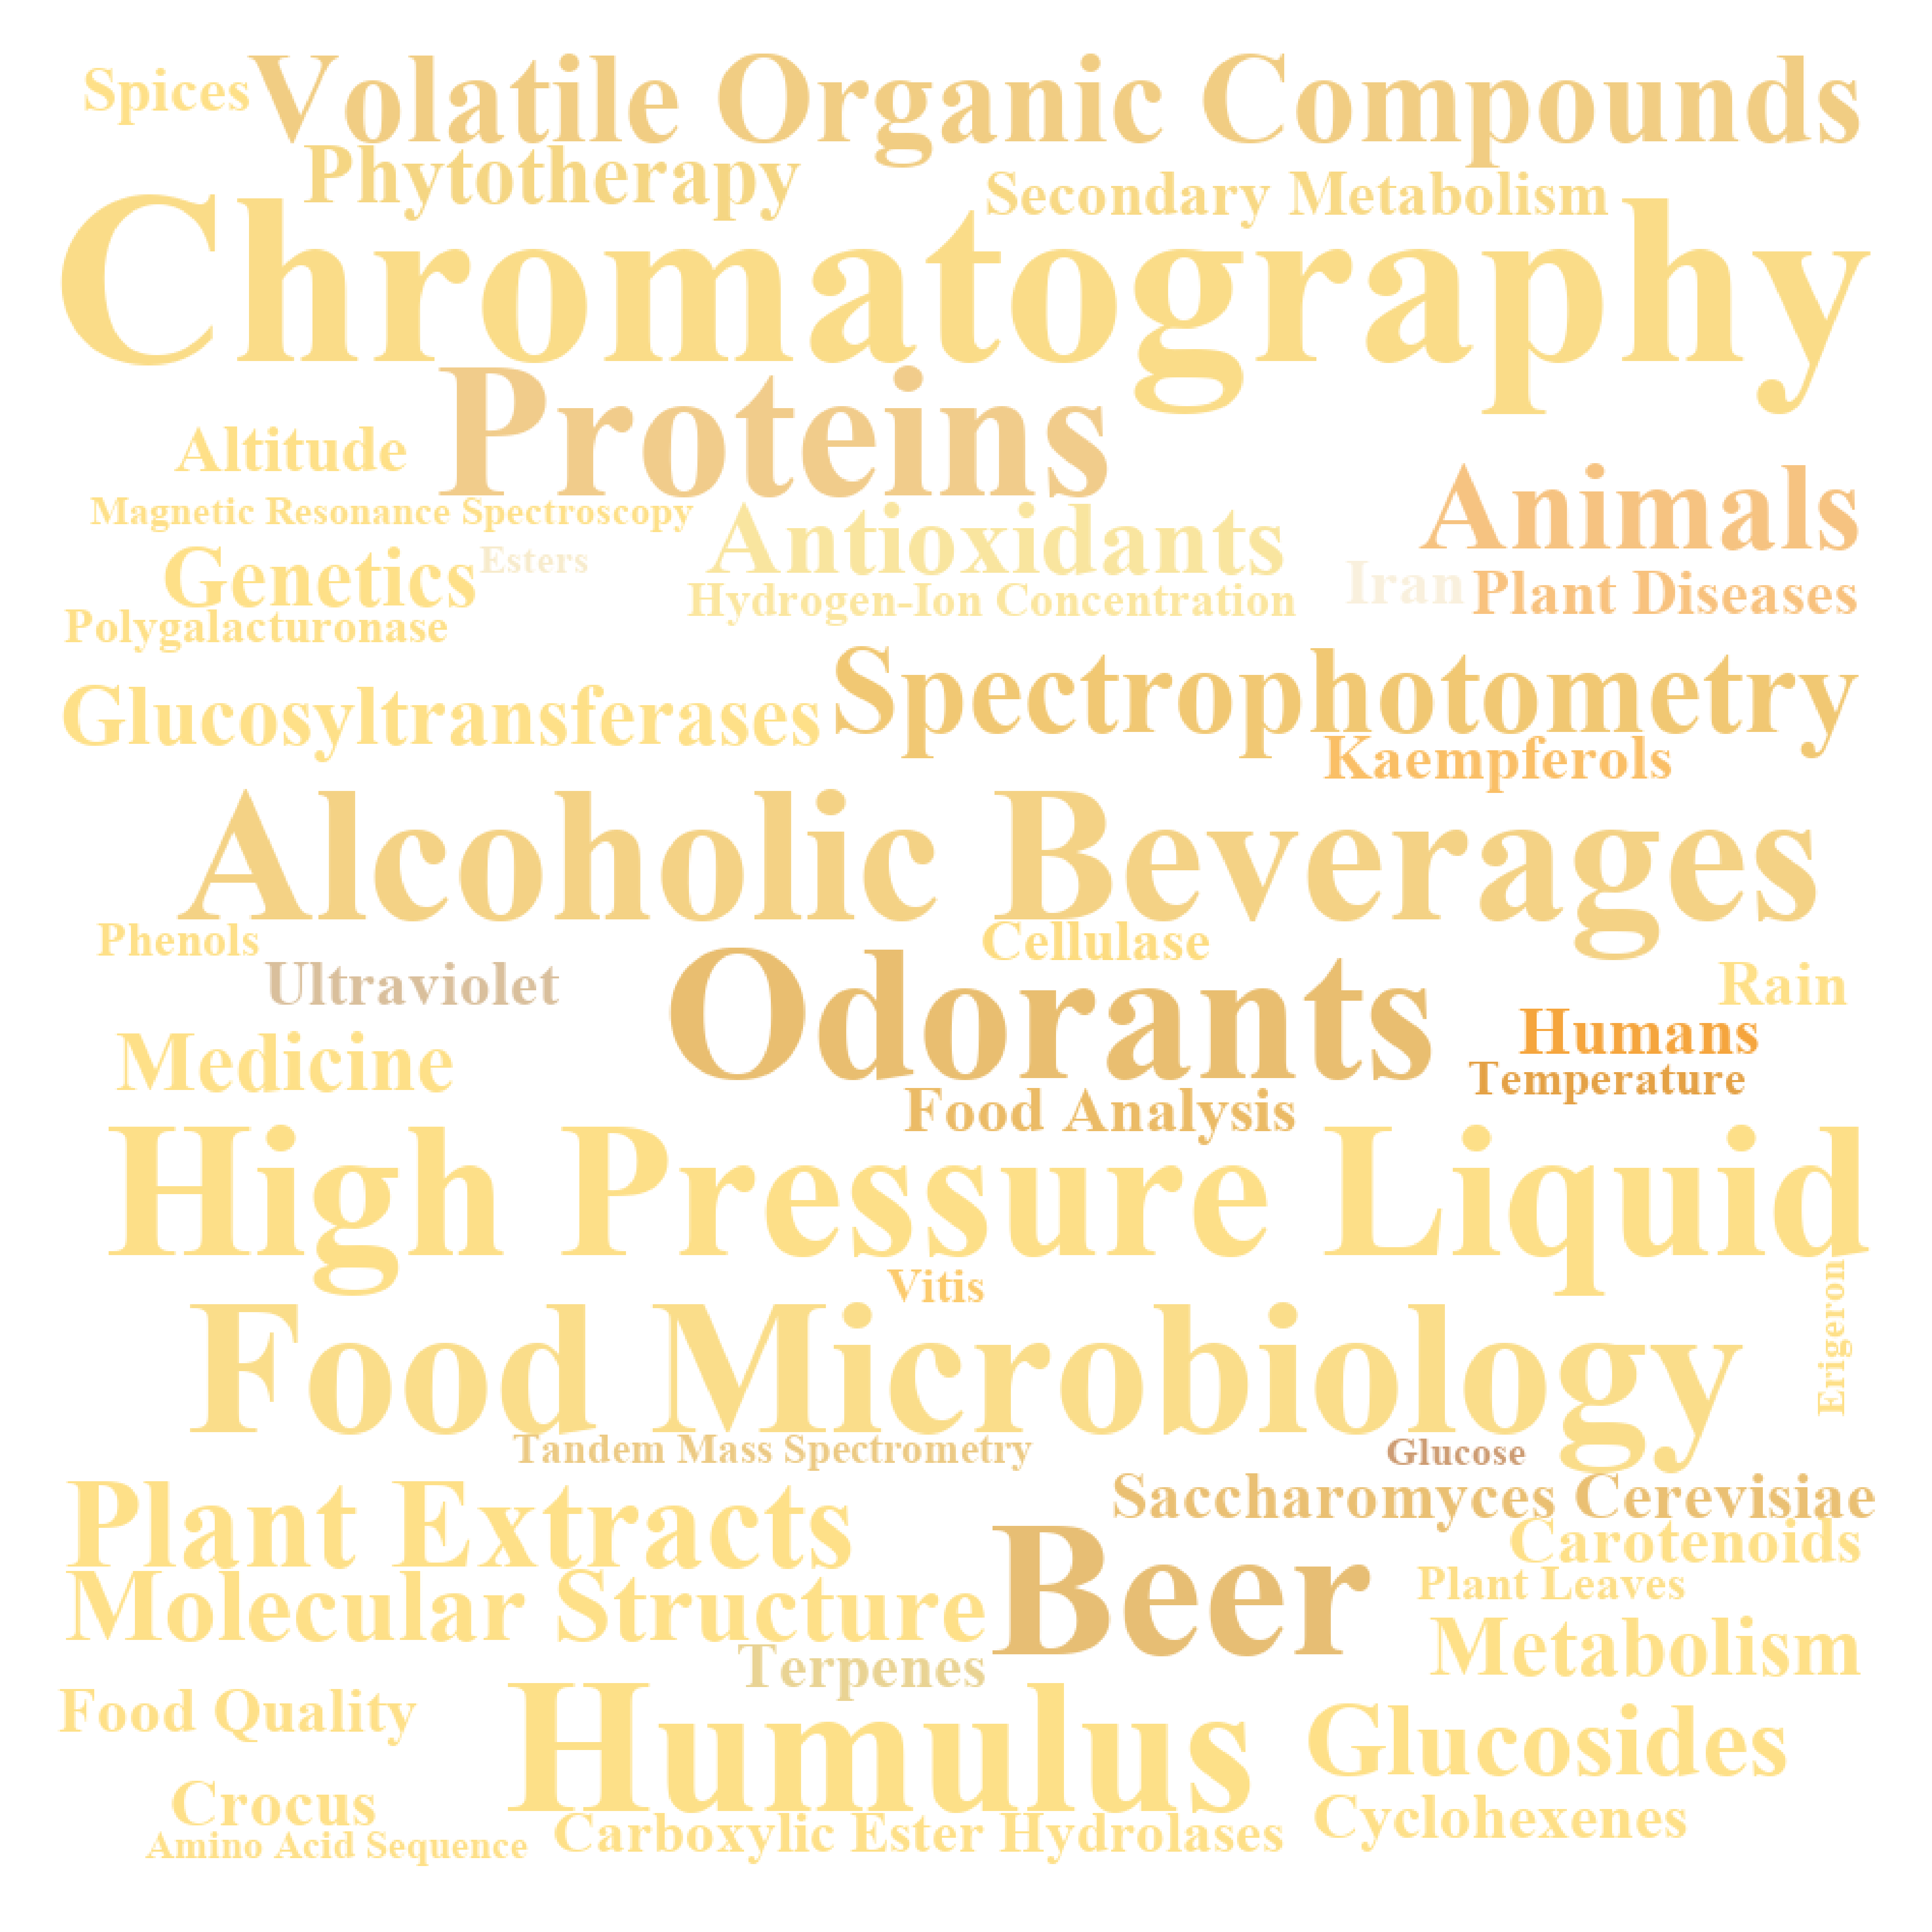 Spices
Volatile Organic Compounds
Phytotherapy
Secondary Metabolism
Chromatography
Proteins
Altitude
Animals
Magnetic Resonance Spectroscopy
Antioxidants
Esters
Genetics
Iran
Plant Diseases
Hydrogen-Ion Concentration
Polygalacturonase
Spectrophotometry
Glucosyltransferases
Kaempferols
Alcoholic Beverages
Phenols
Cellulase
Ultraviolet
Odorants
Rain
Humans
Medicine
Temperature
Food Analysis
High Pressure Liquid
Vitis
Erigeron
Food Microbiology
Tandem Mass Spectrometry
Glucose
Saccharomyces Cerevisiae
Plant Extracts
Carotenoids
Beer
Plant Leaves
Molecular Structure
Metabolism
Terpenes
Food Quality
Humulus
Glucosides
Crocus
Cyclohexenes
Carboxylic Ester Hydrolases
Amino Acid Sequence